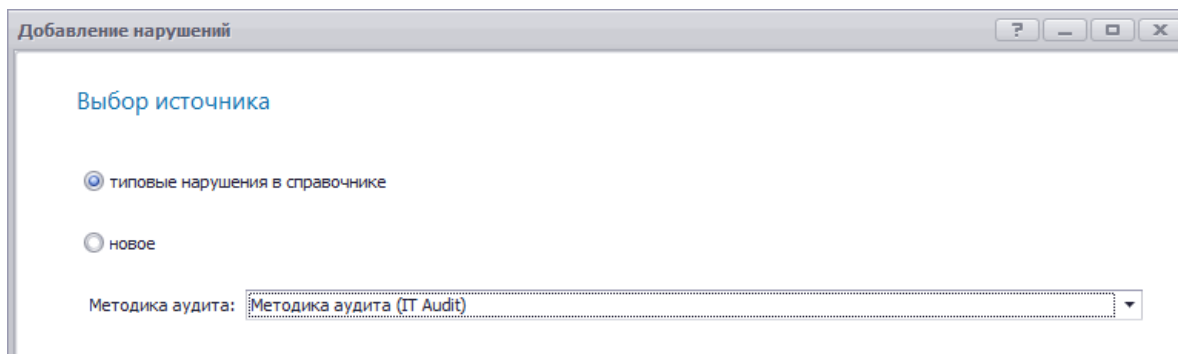 Добавление нарушений
Выбор источника
типовые нарушения в справочнике
новое
Методика аудита: Методика аудита (IT Audit)